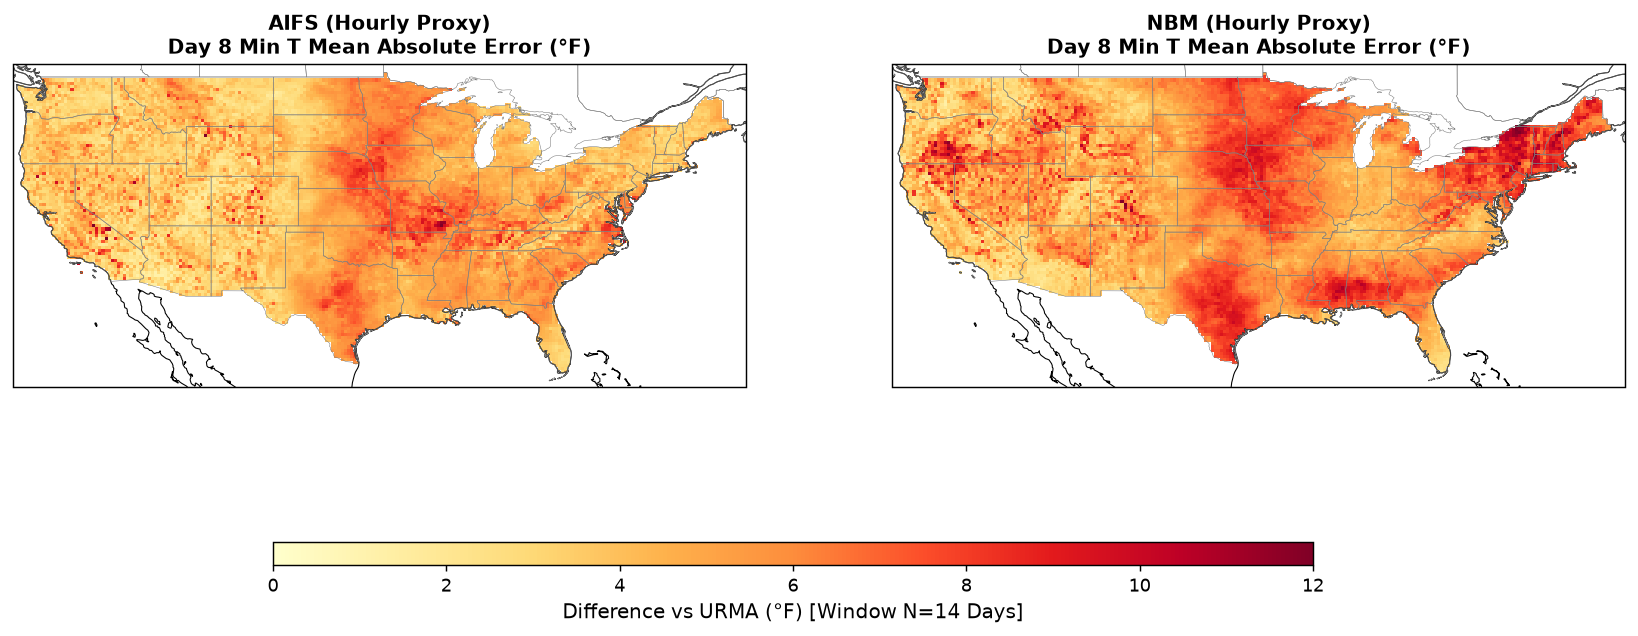 AIFS (Hourly Proxy)
Day 8 Min T Mean Absolute Error (°F)
NBM (Hourly Proxy)
Day 8 Min T Mean Absolute Error (°F)
0 2 4 6 8 10 12
Difference vs URMA (°F) [Window N=14 Days]